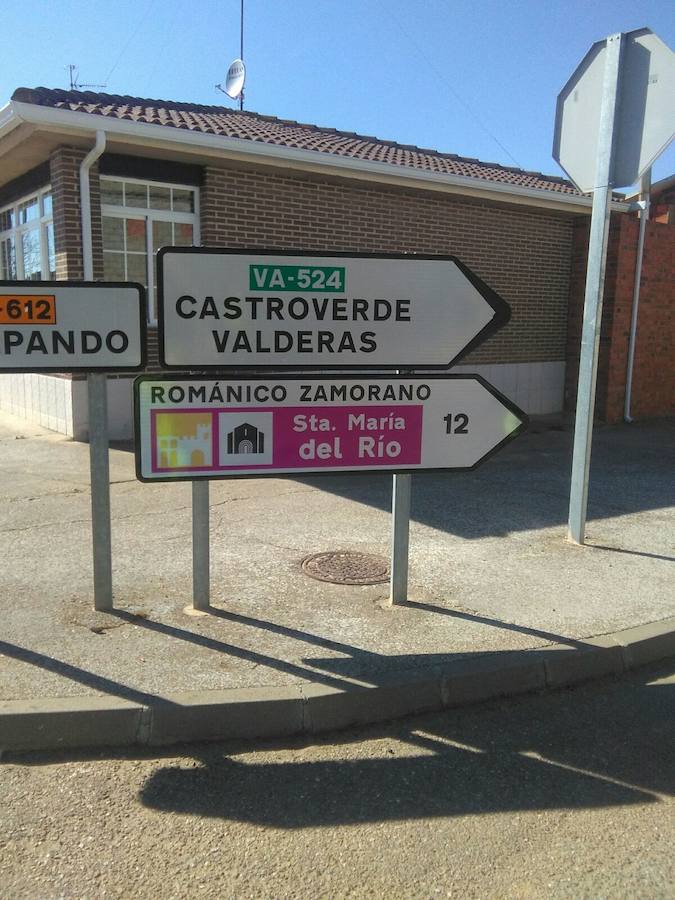 VA-524
CASTROVERDE
VALDERAS
-612
PANDO
ROMÁNICO ZAMORANO
Sta. María
del Río
12